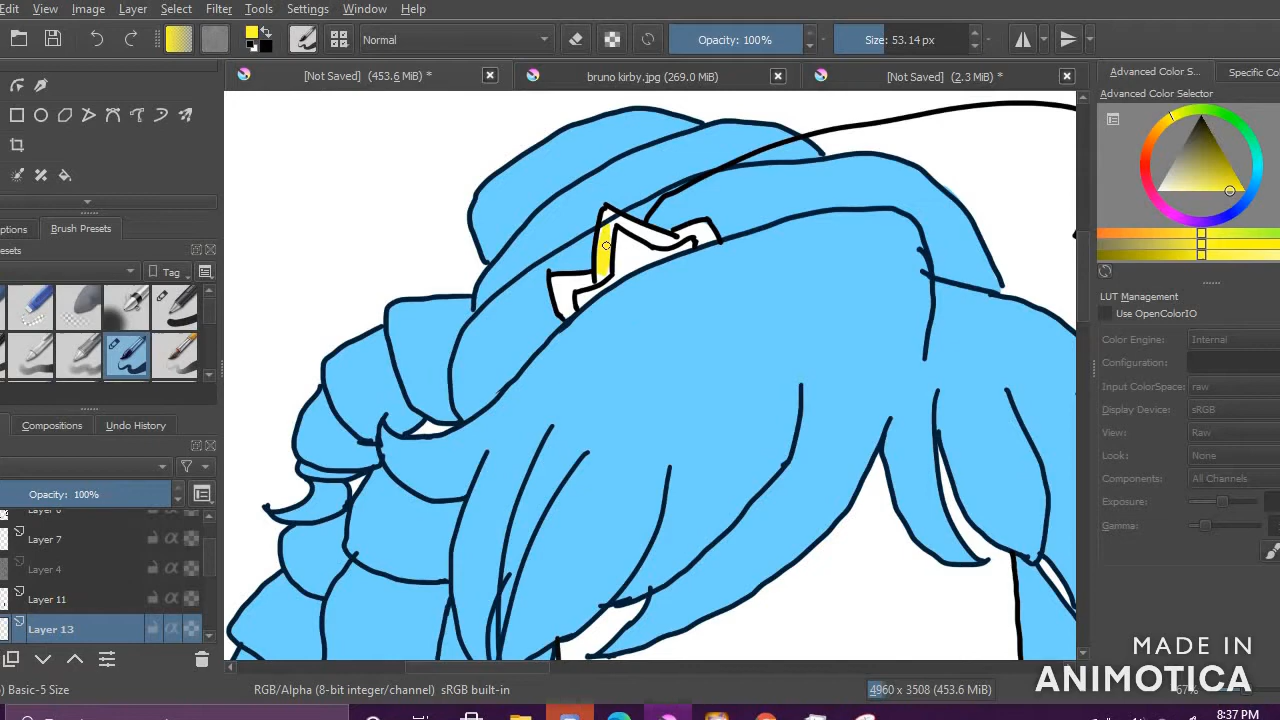 Edit View Image Layer Select Filter Tools Settings Window Help
Normal Opacity: 100% Size: 53.14 px
[Not Saved] (453.6 MiB) * bruno kirby.jpg (269.0 MiB) [Not Saved] (2.3 MiB) * Advanced Color S... Specific Co
Advanced Color Selector
ptions Brush Presets
esets
Tag
LUT Management
Use OpenColorIO
Color Engine: Internal
Configuration:
Input ColorSpace: raw
Display Device: sRGB
Compositions Undo History
View: Raw
Look: None
Components: All Channels
Opacity: 100%
Exposure:
Gamma:
Layer 7
Layer 4
Layer 11
Layer 13
MADE IN
ANIMOTICA
) Basic-5 Size RGB/Alpha (8-bit integer/channel) sRGB built-in 4960 x 3508 (453.6 MiB) 67%
8:37 PM